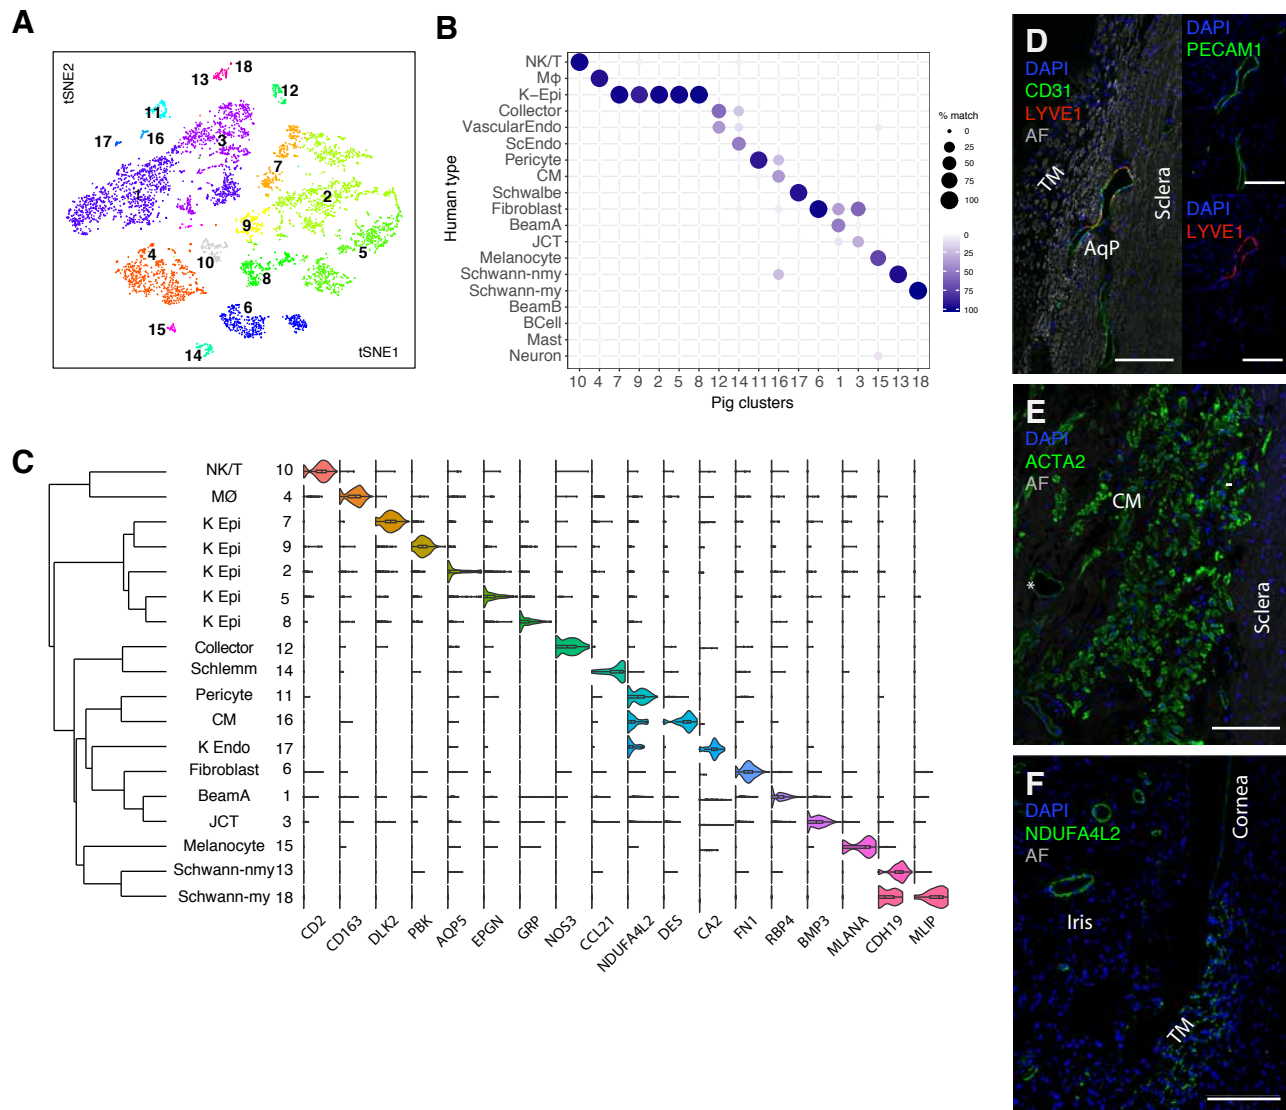 A
tSNE2
13
18
12
11
16
17
3
7
1
2
9
5
4
10
8
6
15
14
tSNE1
B
Human type
NK/T
Mφ
K−Epi
Collector
VascularEndo
ScEndo
Pericyte
CM
Schwalbe
Fibroblast
BeamA
JCT
Melanocyte
Schwann-nmy
Schwann-my
BeamB
BCell
Mast
Neuron
10 4 7 9 2 5 8 12 14 11 16 17 6 1 3 15 13 18
Pig clusters
% match
0
25
50
75
100
0
25
50
75
100
C
NK/T 10
MØ 4
K Epi 7
K Epi 9
K Epi 2
K Epi 5
K Epi 8
Collector 12
Schlemm 14
Pericyte 11
CM 16
K Endo 17
Fibroblast 6
BeamA 1
JCT 3
Melanocyte 15
Schwann-nmy 13
Schwann-my 18
CD2
CD163
DLK2
PBK
AQP5
EPGN
GRP
NOS3
CCL21
NDUFA4L2
DES
CA2
FN1
RBP4
BMP3
MLANA
CDH19
MLIP
D
DAPI
CD31
LYVE1
AF
TM
AqP
Sclera
DAPI
PECAM1
DAPI
LYVE1
E
DAPI
ACTA2
AF
CM
*
Sclera
F
DAPI
NDUFA4L2
AF
Cornea
Iris
TM